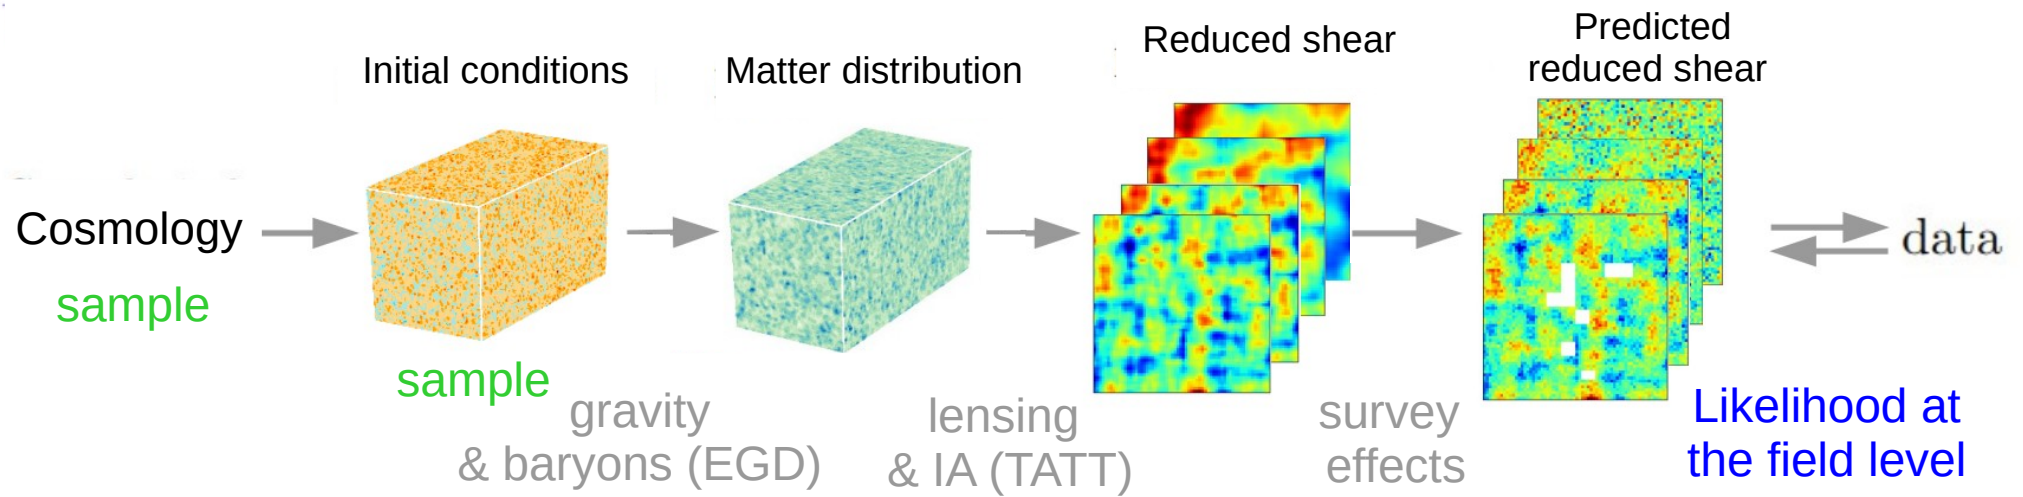 Initial conditions
Matter distribution
Reduced shear
Predicted
reduced shear
Cosmology
sample
sample
gravity
& baryons (EGD)
lensing
& IA (TATT)
survey
effects
data
Likelihood at
the field level